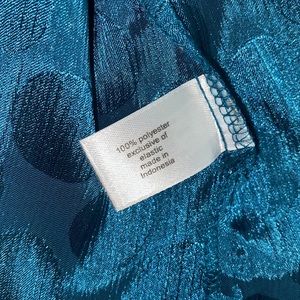 100% polyester
exclusive of
elastic
made in
Indonesia